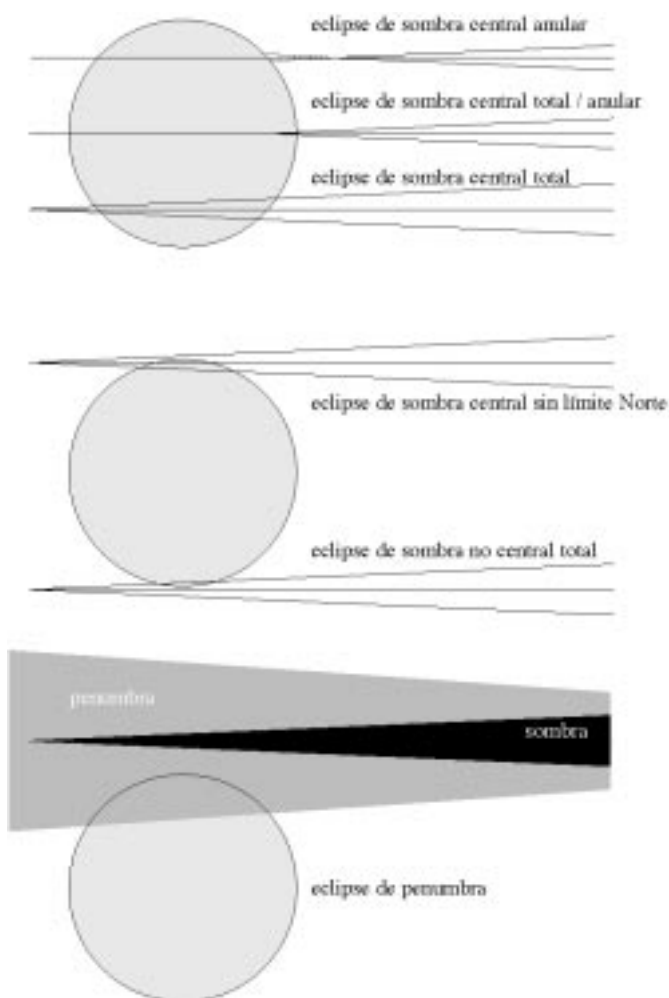 eclipse de sombra central anular
eclipse de sombra central total / anular
eclipse de sombra central total
eclipse de sombra central sin límite Norte
eclipse de sombra no central total
penumbra
sombra
eclipse de penumbra